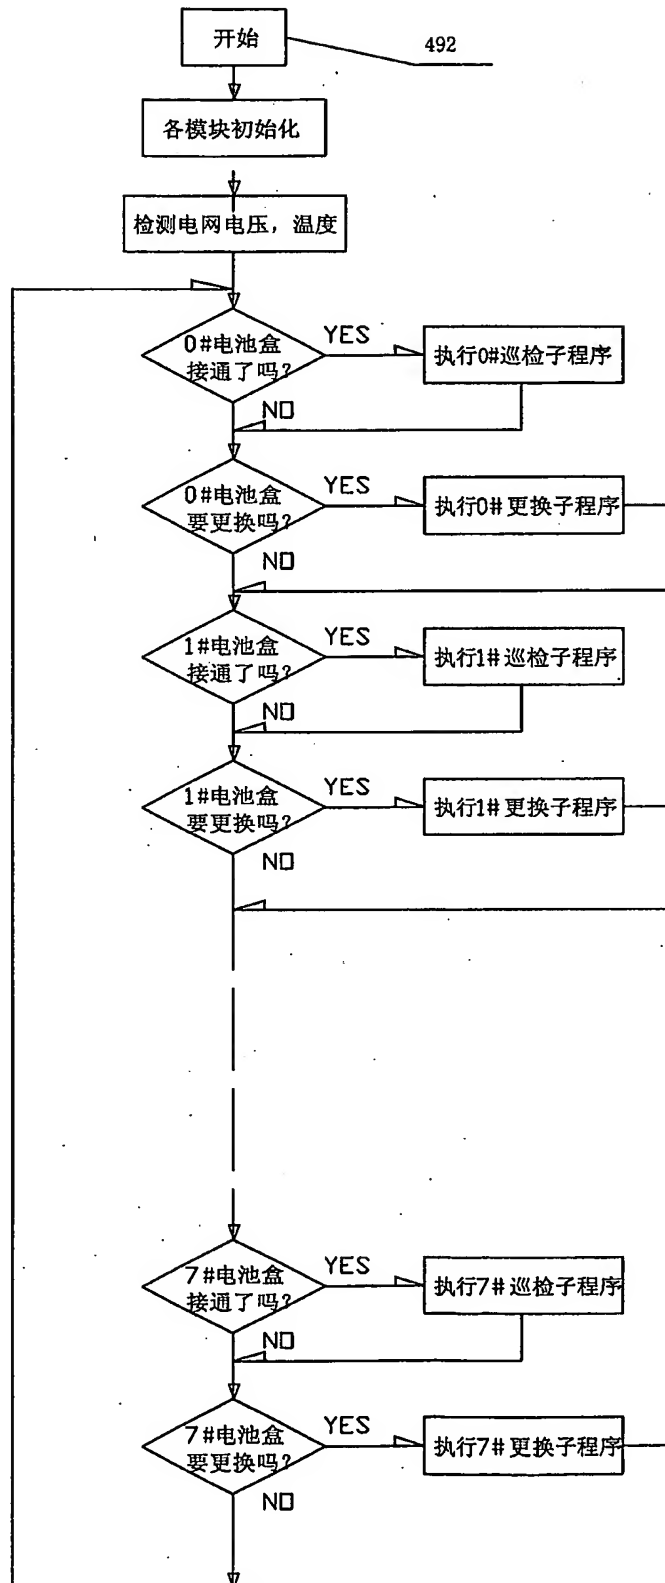 开始
492
各模块初始化
检测电网电压，温度
0#电池盒
接通了吗？
YES
执行0#巡检子程序
NO
0#电池盒
要更换吗？
YES
执行0#更换子程序
NO
1#电池盒
接通了吗？
YES
执行1#巡检子程序
NO
1#电池盒
要更换吗？
YES
执行1#更换子程序
NO
7#电池盒
接通了吗？
YES
执行7#巡检子程序
NO
7#电池盒
要更换吗？
YES
执行7#更换子程序
NO